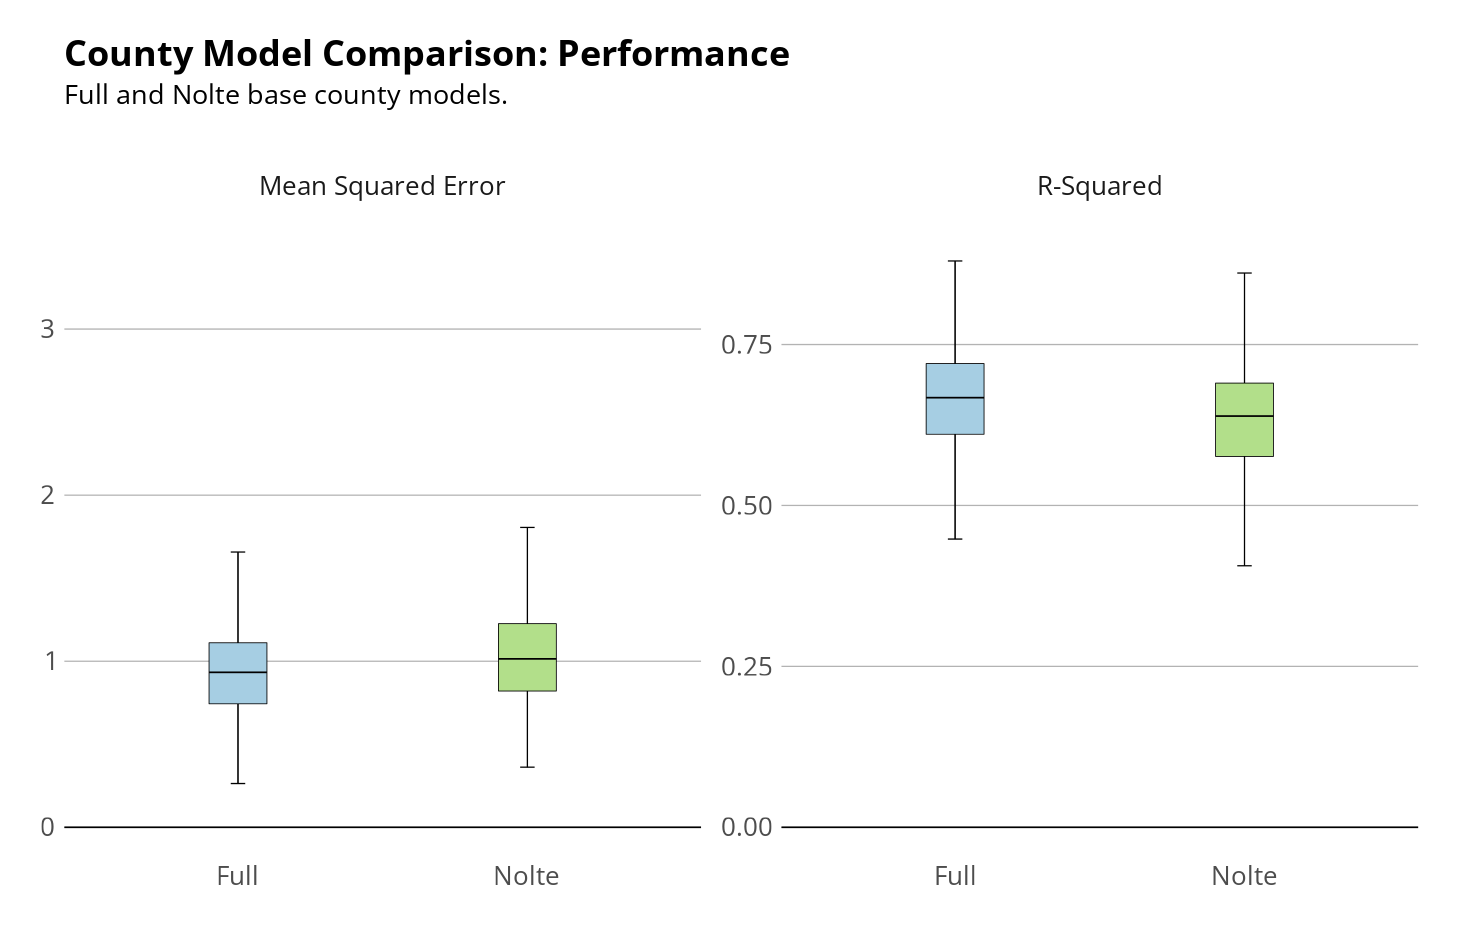 County Model Comparison: Performance
Full and Nolte base county models.
Mean Squared Error
3
2
1
0
Full Nolte
R-Squared
0.75
0.50
0.25
0.00
Full Nolte